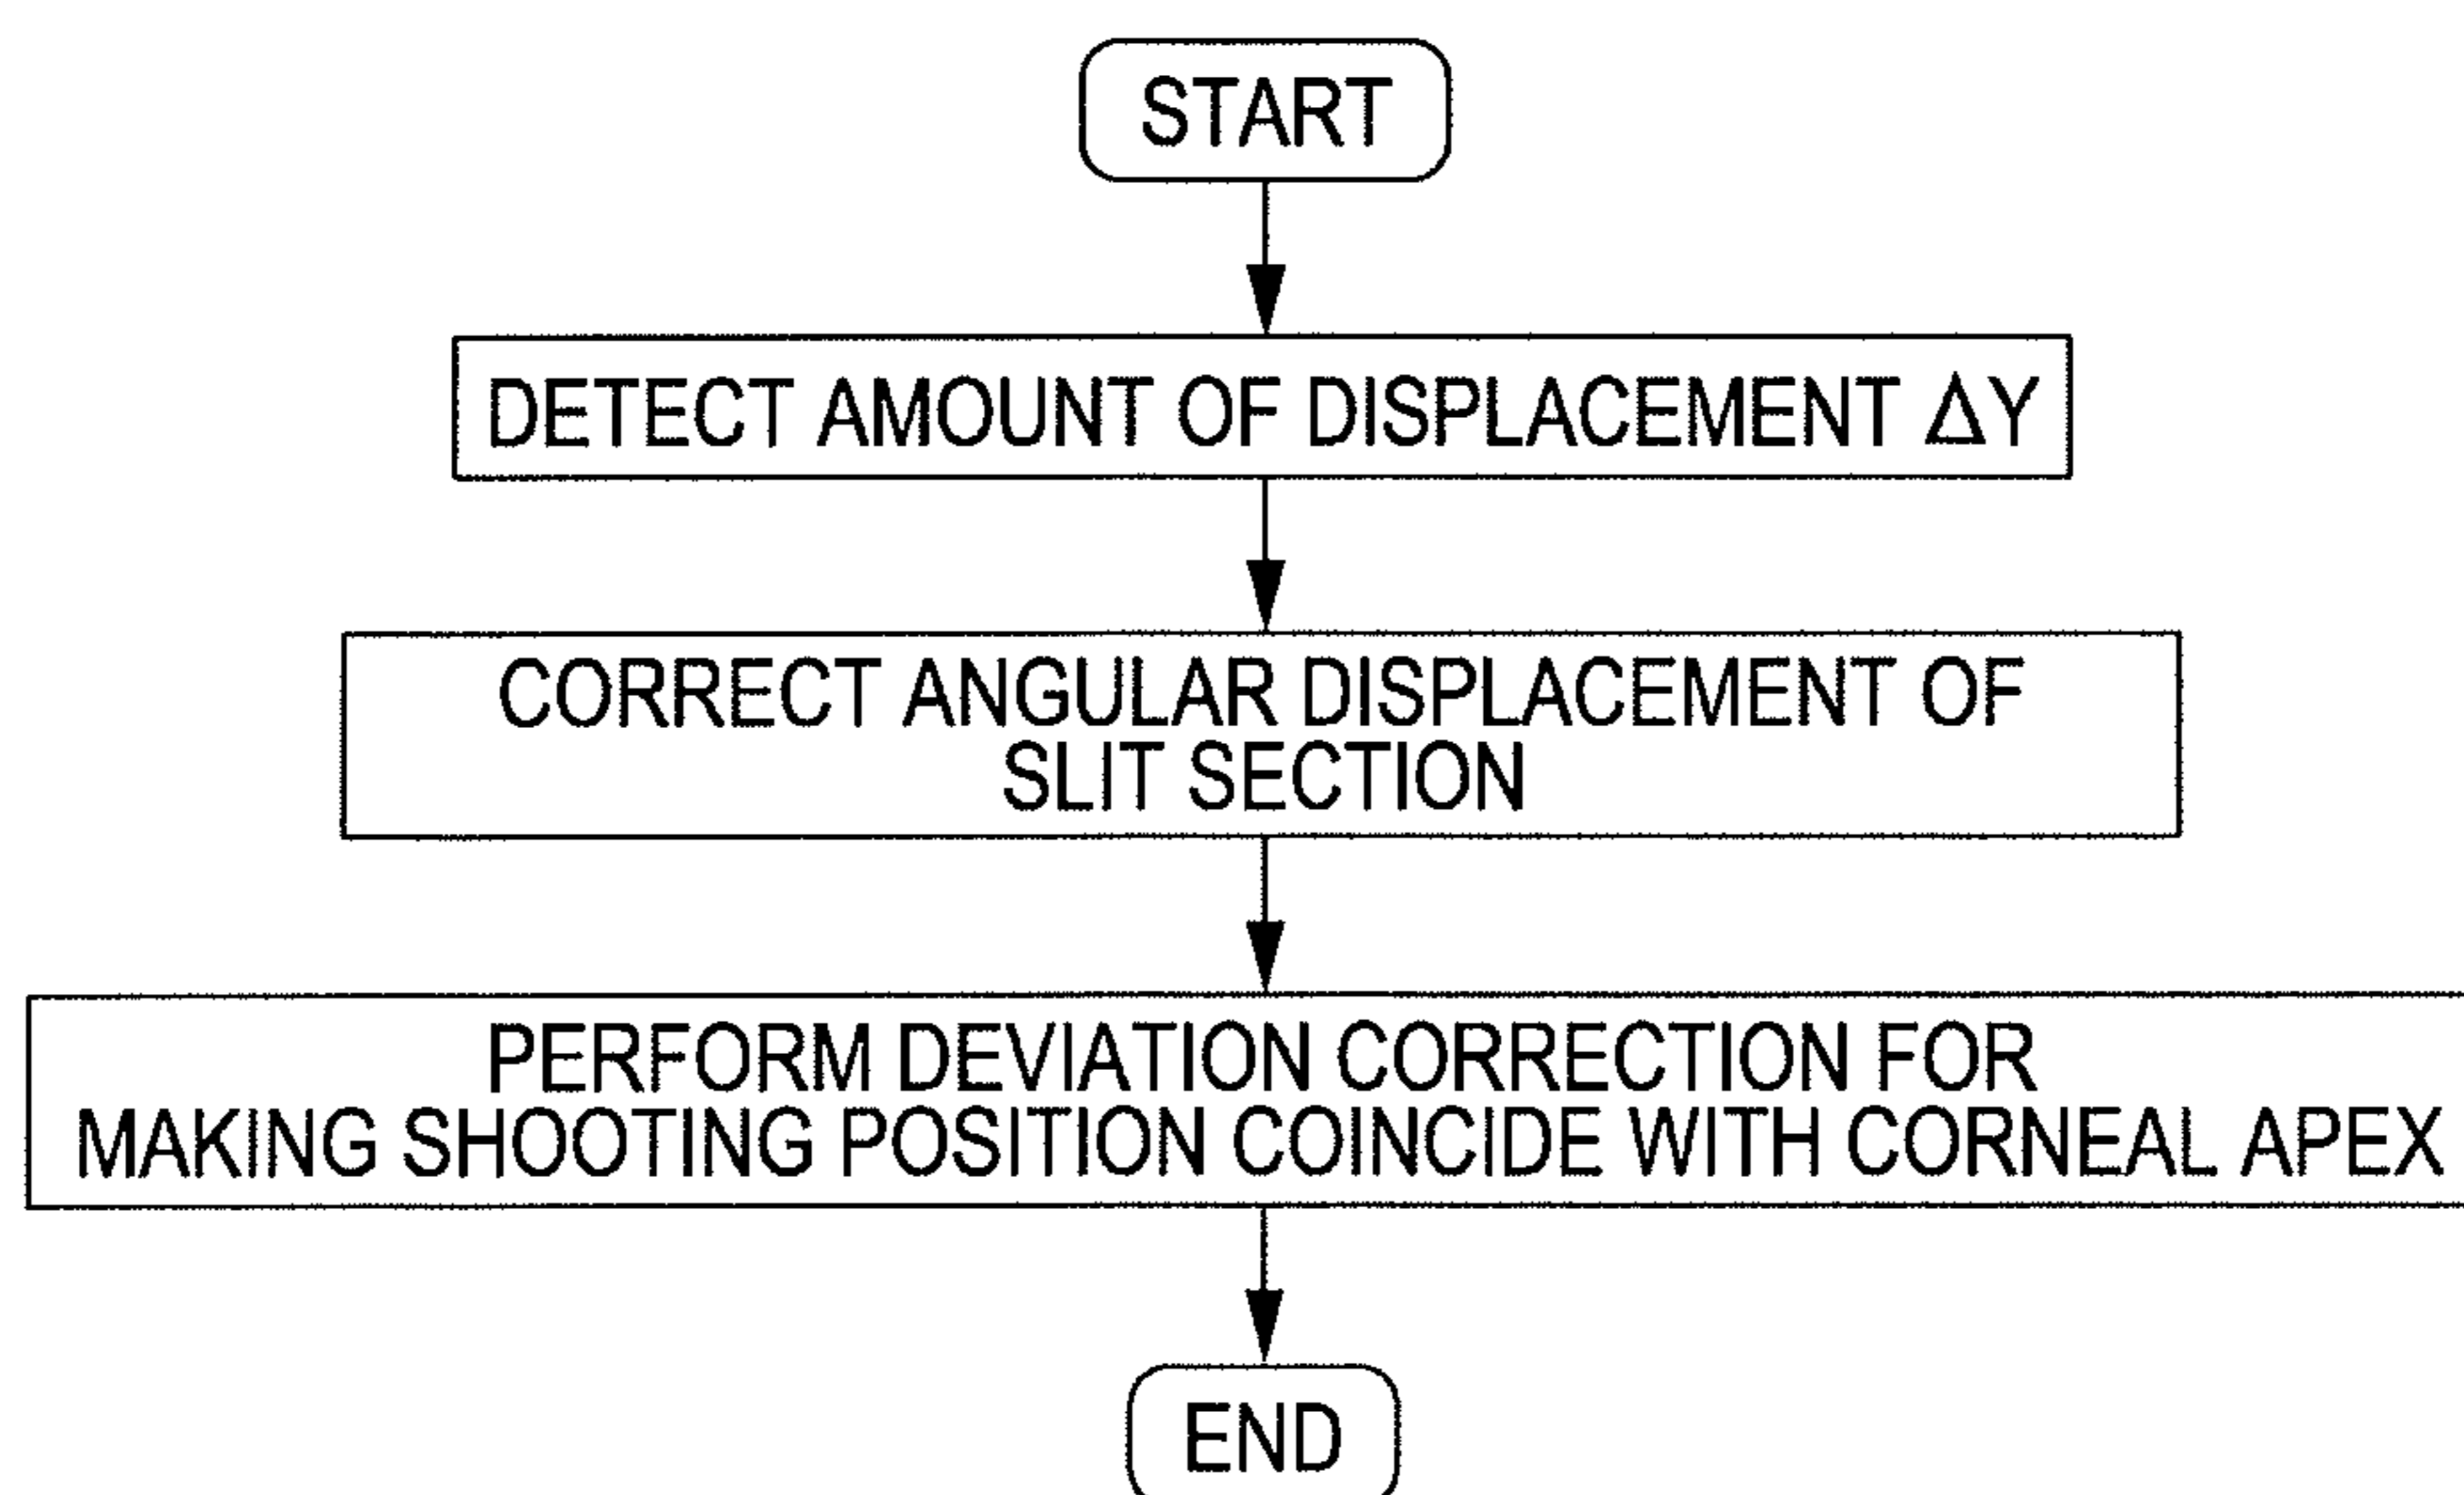 START
DETECT AMOUNT OF DISPLACEMENT ΔY
CORRECT ANGULAR DISPLACEMENT OF
SLIT SECTION
PERFORM DEVIATION CORRECTION FOR
MAKING SHOOTING POSITION COINCIDE WITH CORNEAL APEX
END